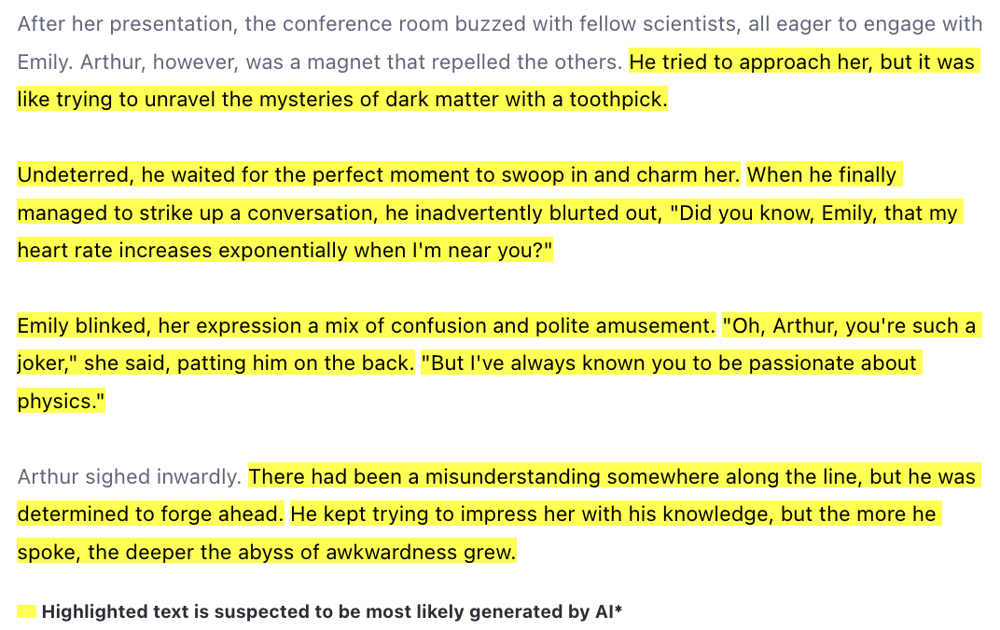 After her presentation, the conference room buzzed with fellow scientists, all eager to engage with
Emily. Arthur, however, was a magnet that repelled the others. He tried to approach her, but it was
like trying to unravel the mysteries of dark matter with a toothpick.
Undeterred, he waited for the perfect moment to swoop in and charm her. When he finally
managed to strike up a conversation, he inadvertently blurted out, "Did you know, Emily, that my
heart rate increases exponentially when I'm near you?"
Emily blinked, her expression a mix of confusion and polite amusement. "Oh, Arthur, you're such a
joker," she said, patting him on the back. "But I've always known you to be passionate about
physics."
Arthur sighed inwardly. There had been a misunderstanding somewhere along the line, but he was
determined to forge ahead. He kept trying to impress her with his knowledge, but the more he
spoke, the deeper the abyss of awkwardness grew.
Highlighted text is suspected to be most likely generated by AI*